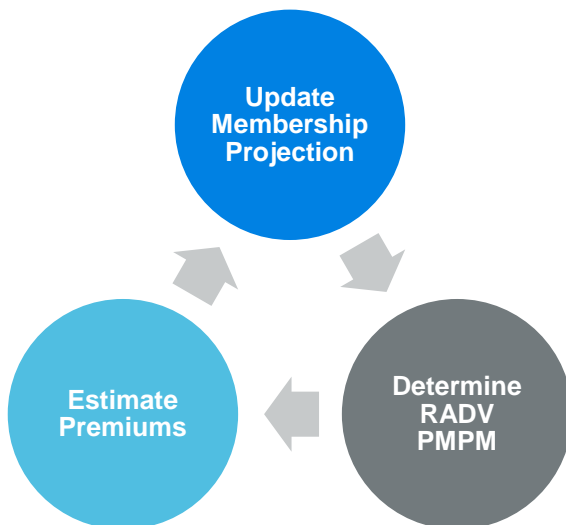 Update
Membership
Projection
Determine
RADV
PMPM
Estimate
Premiums